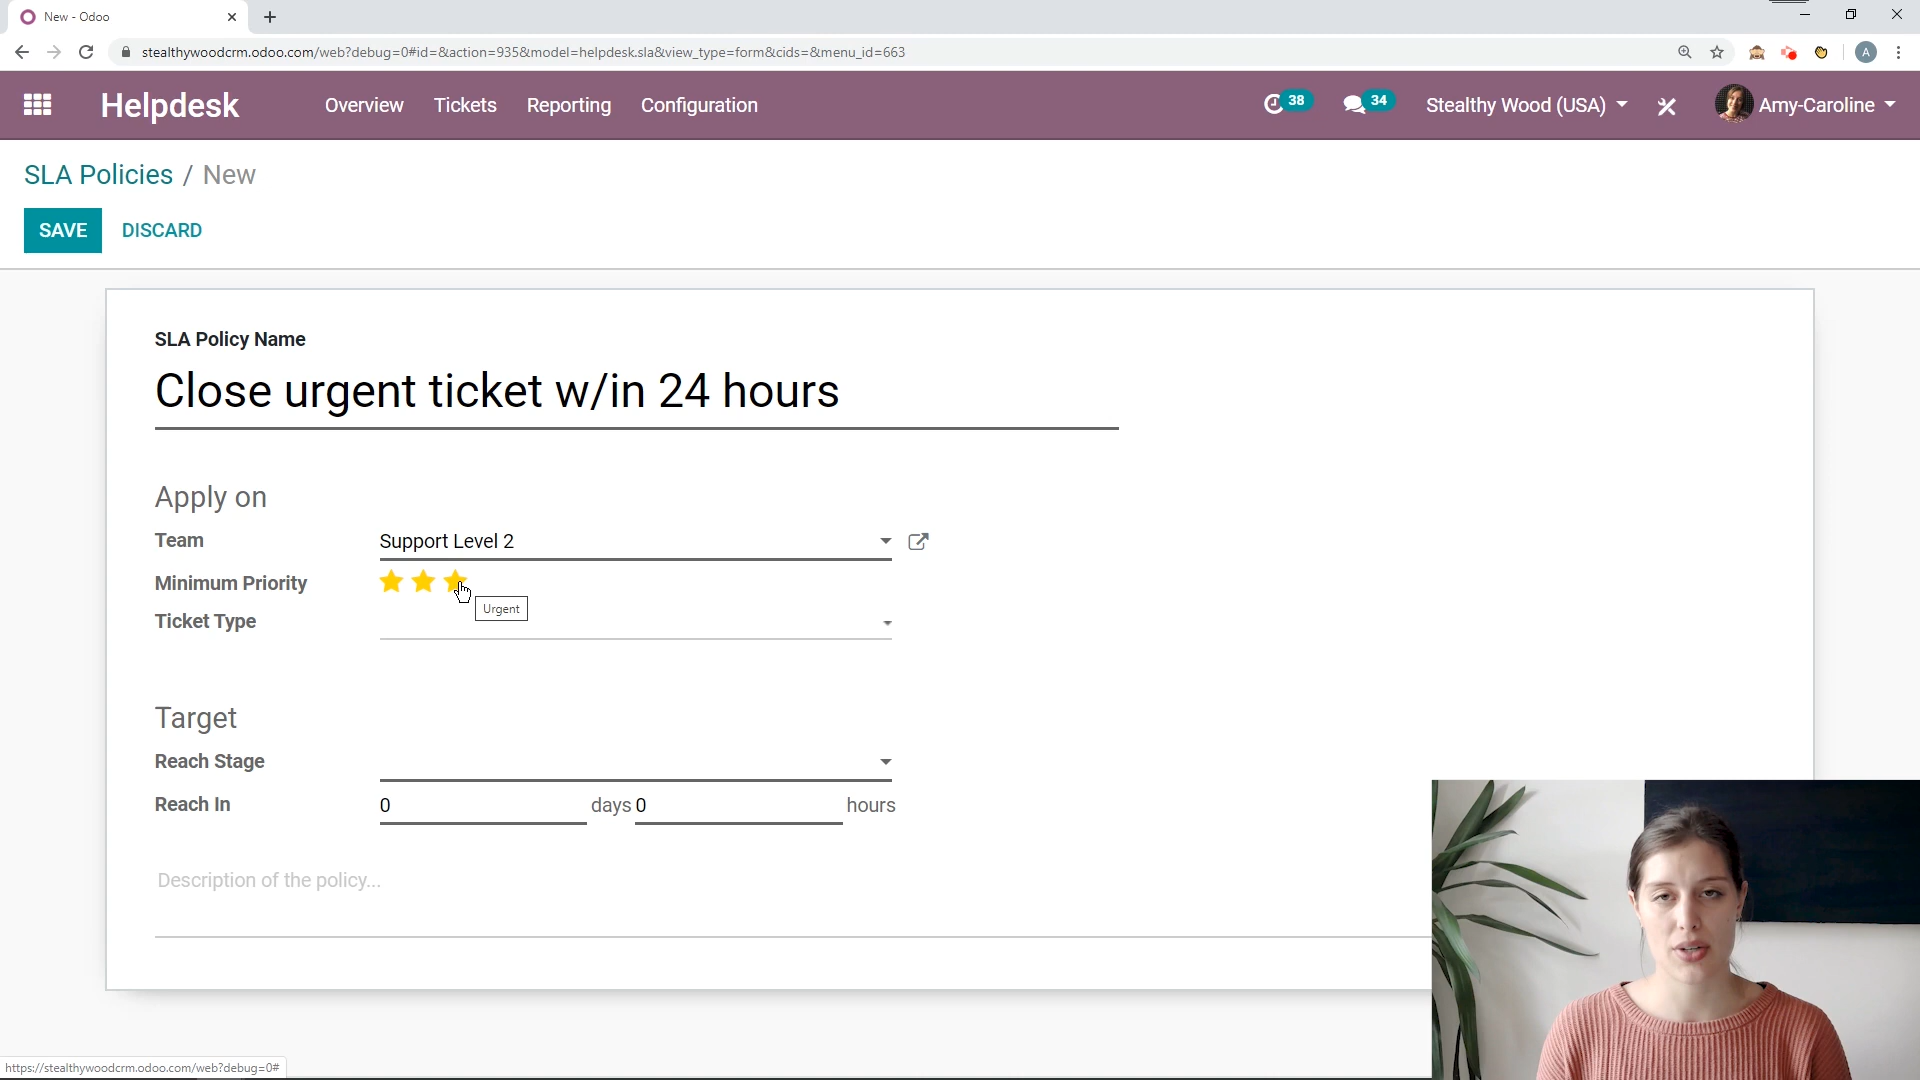 New - Odoo
stealthywoodcrm.odoo.com/web?debug=0#id=&action=935&model=helpdesk.sla&view_type=form&cids=&menu_id=663
A
Helpdesk
Overview
Tickets
Reporting
Configuration
38
34
Stealthy Wood (USA)
Amy-Caroline
SLA Policies / New
SAVE
DISCARD
SLA Policy Name
Close urgent ticket w/in 24 hours
Apply on
Team
Support Level 2
Minimum Priority
Urgent
Ticket Type
Target
Reach Stage
Reach In
0 days 0 hours
Description of the policy...
https://stealthywoodcrm.odoo.com/web?debug=0#